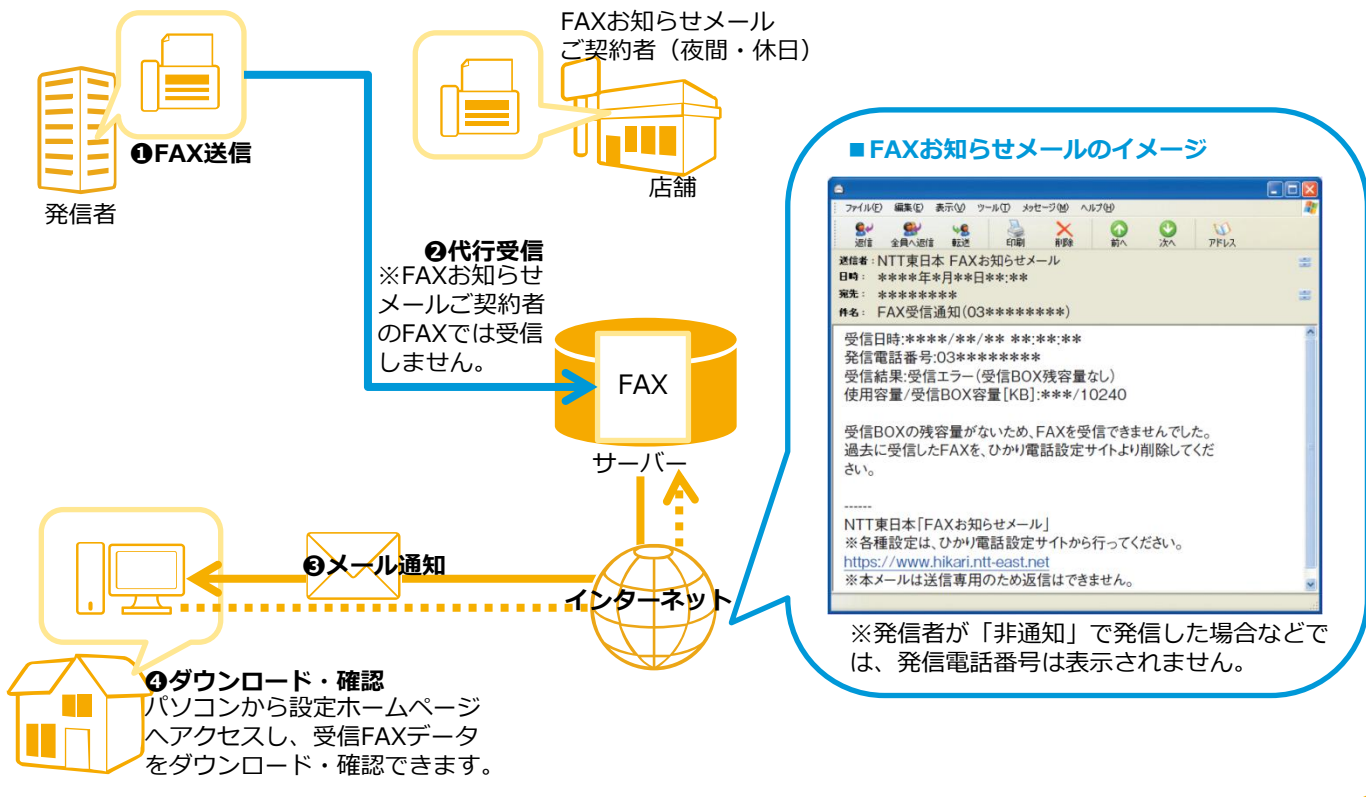 FAXお知らせメール
ご契約者（夜間・休日）
❶FAX送信
発信者
店舗
❷代行受信
※FAXお知らせ
メールご契約者
のFAXでは受信
しません。
FAX
サーバー
❸メール通知
インターネット
❹ダウンロード・確認
パソコンから設定ホームページ
へアクセスし、受信FAXデータ
をダウンロード・確認できます。
■FAXお知らせメールのイメージ
ファイル(F) 編集(E) 表示(V) ツール(T) メッセージ(M) ヘルプ(H)
返信 全員へ返信 転送 印刷 削除 前へ 次へ アドレス
送信者：NTT東日本 FAXお知らせメール
日時： ****年*月**日**:**
宛先： ********
件名： FAX受信通知(03********)
受信日時:****/**/** **:**:**
発信電話番号:03********
受信結果:受信エラー(受信BOX残容量なし)
使用容量/受信BOX容量[KB]:***/10240
受信BOXの残容量がないため、FAXを受信できませんでした。
過去に受信したFAXを、ひかり電話設定サイトより削除してくだ
さい。
------
NTT東日本「FAXお知らせメール」
※各種設定は、ひかり電話設定サイトから行ってください。
https://www.hikari.ntt-east.net
※本メールは送信専用のため返信はできません。
※発信者が「非通知」で発信した場合などで
は、発信電話番号は表示されません。